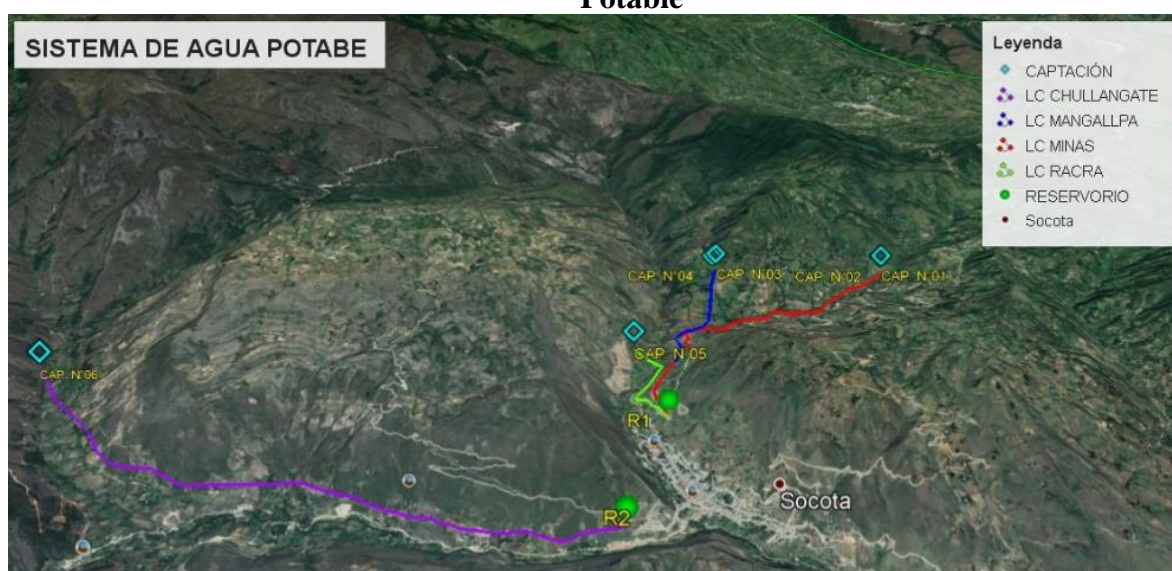 Potable
SISTEMA DE AGUA POTABE
Leyenda
CAPTACIÓN
LC CHULLANGATE
LC MANGALLPA
LC MINAS
LC RACRA
RESERVORIO
Socota
CAP. N°04
CAP. N°03
CAP. N°02
CAP. N°01
CAP. N°05
CAP. N°06
R1
Socota
R2